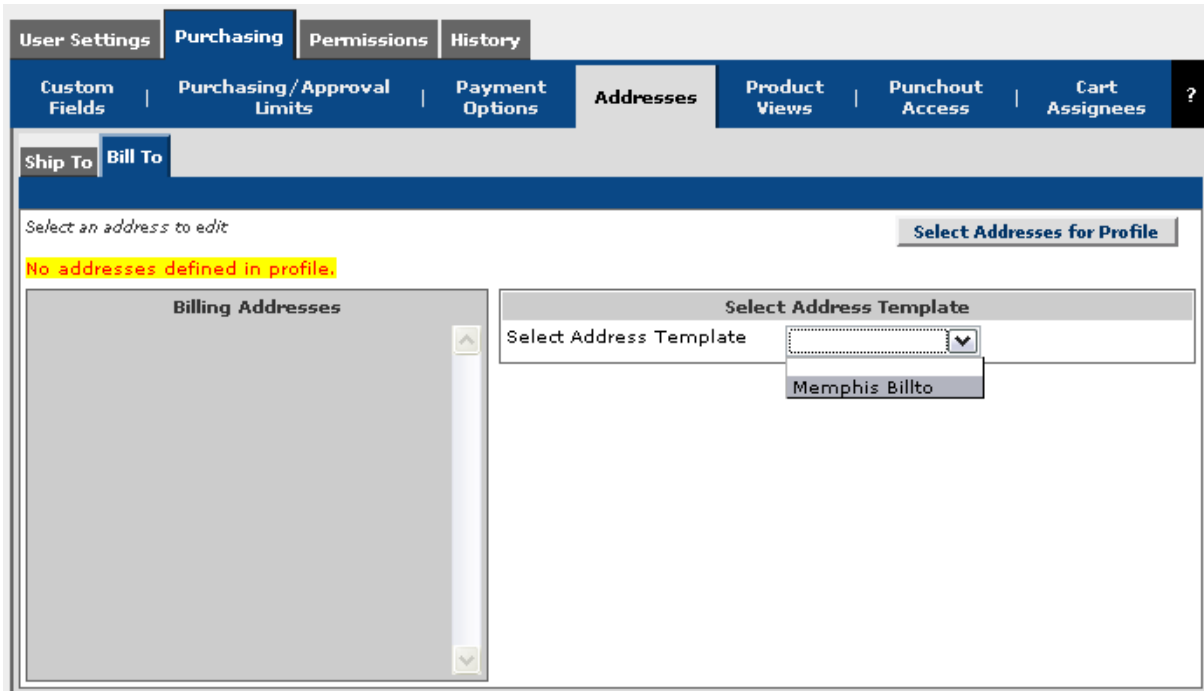 User Settings Purchasing Permissions History
Custom Fields | Purchasing/Approval Limits | Payment Options Addresses Product Views | Punchout Access | Cart Assignees ?
Ship To Bill To
Select an address to edit Select Addresses for Profile
No addresses defined in profile.
Billing Addresses Select Address Template
Select Address Template
Memphis Billto